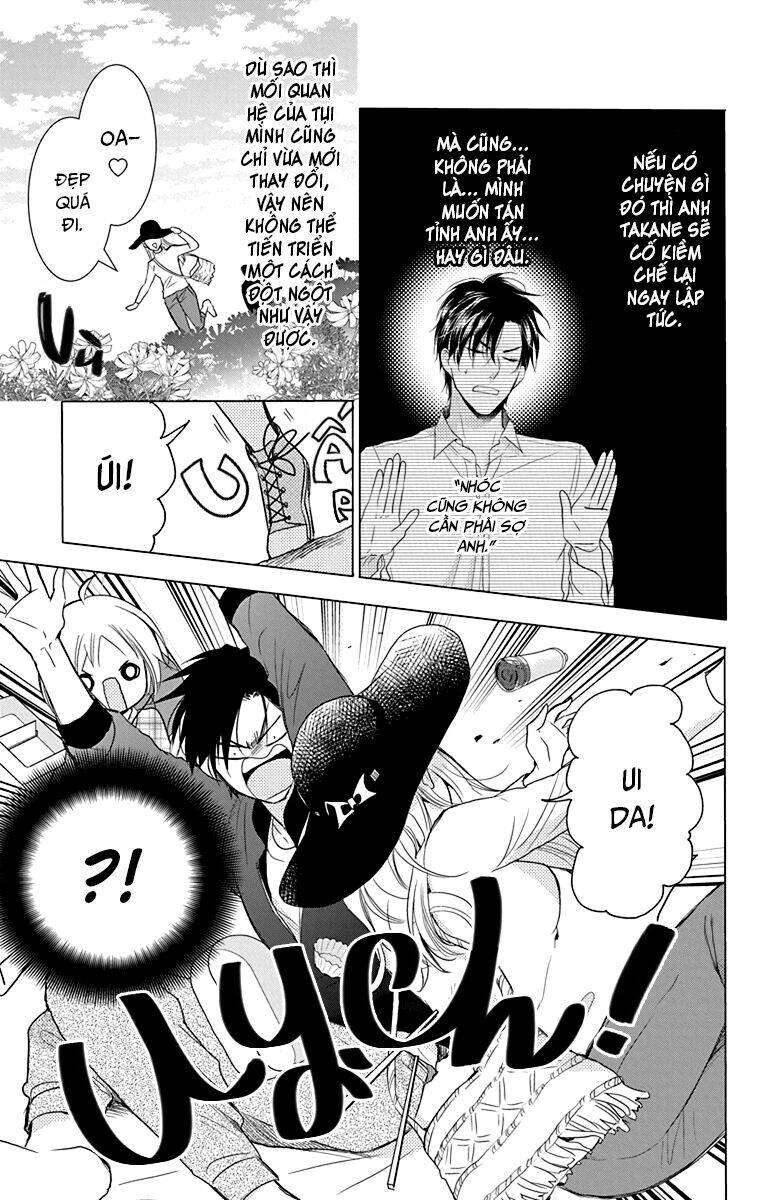 NẾU CÓ
CHUYỆN GÌ
ĐÓ THÌ ANH
TAKANE SẼ
CỐ KIỀM
CHẾ LẠI
NGAY LẬP
TỨC.
MÀ CŨNG...
KHÔNG PHẢI
LÀ... MÌNH
MUỐN TÁN
TỈNH ANH ẤY...
HAY GÌ ĐÂU.
"NHÓC
CŨNG KHÔNG
CẦN PHẢI SỢ
ANH."
DÙ SAO THÌ
MỐI QUAN
HỆ CỦA TỤI
MÌNH CŨNG
CHỈ VỪA MỚI
THAY ĐỔI,
VẬY NÊN
KHÔNG THỂ
TIẾN TRIỂN
MỘT CÁCH
ĐỘT NGỘT
NHƯ VẬY
ĐƯỢC.
OA~
♡
ĐẸP
QUÁ
ĐI.
Vù
ÚI!
UI
DA!
?!
Uỵch!